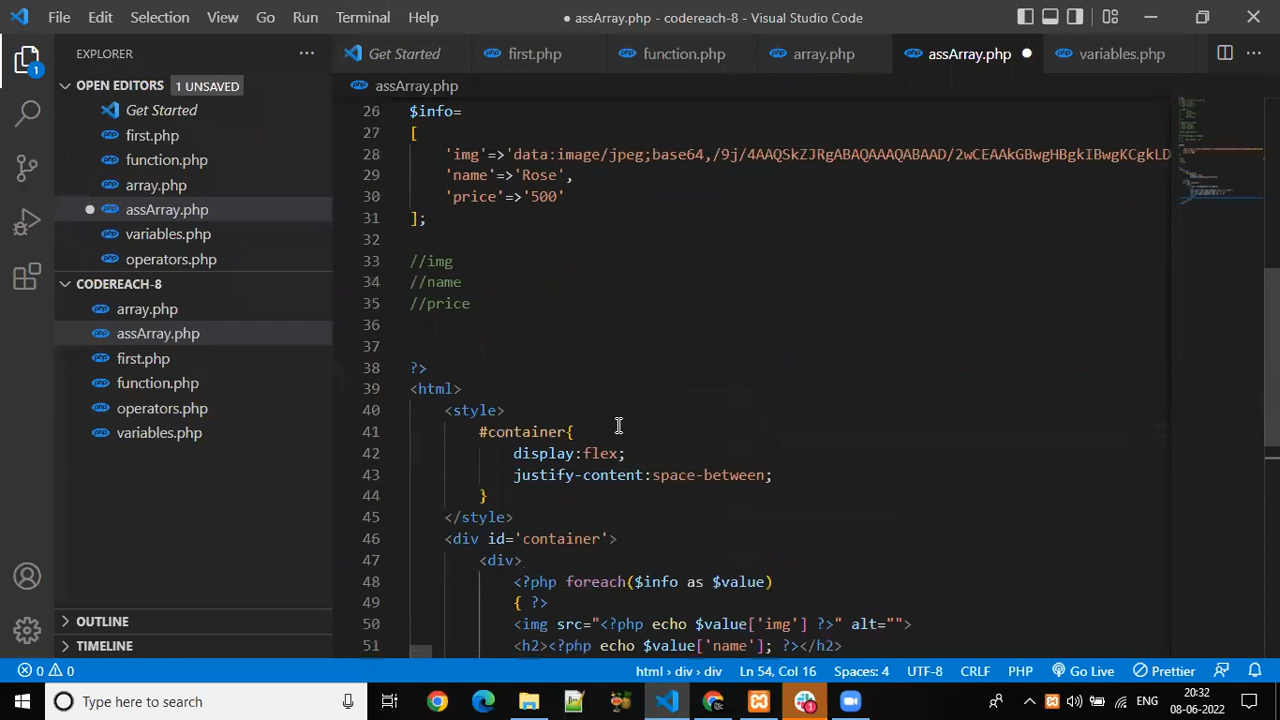 File Edit Selection View Go Run Terminal Help
● assArray.php - codereach-8 - Visual Studio Code
EXPLORER
OPEN EDITORS 1 UNSAVED
Get Started
first.php
function.php
array.php
assArray.php
variables.php
operators.php
CODEREACH-8
array.php
assArray.php
first.php
function.php
operators.php
variables.php
OUTLINE
TIMELINE
1
Get Started first.php function.php array.php assArray.php variables.php
assArray.php
26 $info=
27 [
28 'img'=>'data:image/jpeg;base64,/9j/4AAQSkZJRgABAQAAAQABAAD/2wCEAAkGBwgHBgkIBwgKCgkLD
29 'name'=>'Rose',
30 'price'=>'500'
31 ];
32
33 //img
34 //name
35 //price
36
37
38 ?>
39 <html>
40 <style>
41 #container{
42 display:flex;
43 justify-content:space-between;
44 }
45 </style>
46 <div id='container'>
47 <div>
48 <?php foreach($info as $value)
49 { ?>
50 <img src="<?php echo $value['img'] ?>" alt="">
51 <h2><?php echo $value['name']; ?></h2>
0 0 html › div › div Ln 54, Col 16 Spaces: 4 UTF-8 CRLF PHP Go Live Prettier
Type here to search
1
ENG
20:32
08-06-2022